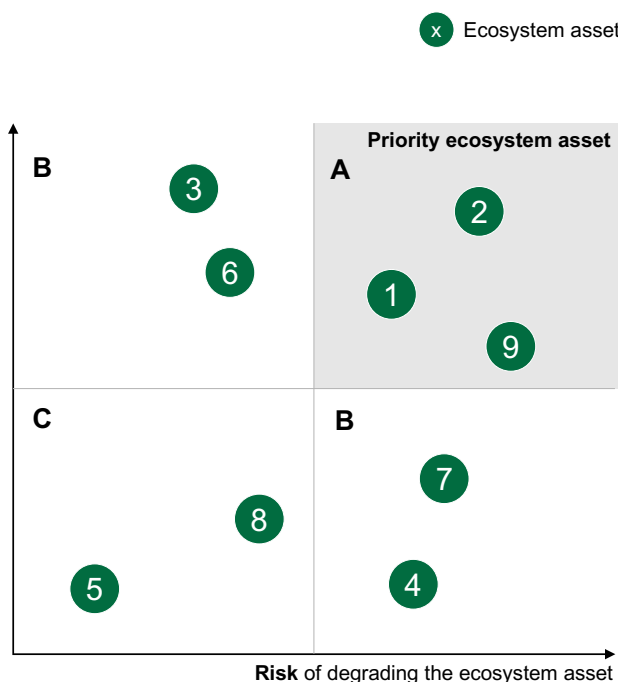 x Ecosystem asset
Priority ecosystem asset
B
A
3
2
6
1
9
C
B
7
8
4
5
Risk of degrading the ecosystem asset